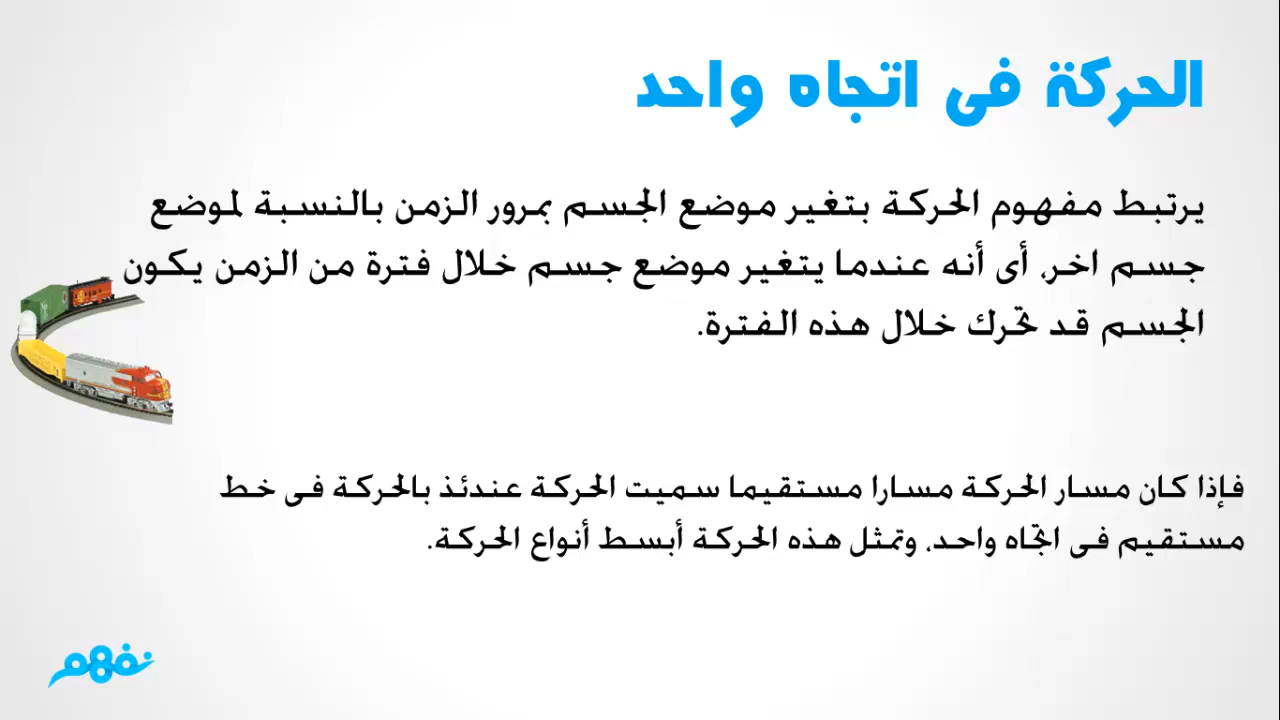 الحركة فى اتجاه واحد
يرتبط مفهوم الحركة بتغير موضع الجسم بمرور الزمن بالنسبة لموضع
جسم اخر، أى أنه عندما يتغير موضع جسم خلال فترة من الزمن يكون
الجسم قد تحرك خلال هذه الفترة.
فإذا كان مسار الحركة مسارا مستقيما سميت الحركة عندئذ بالحركة فى خط
مستقيم فى اتجاه واحد، وتمثل هذه الحركة أبسط أنواع الحركة.
نفهم